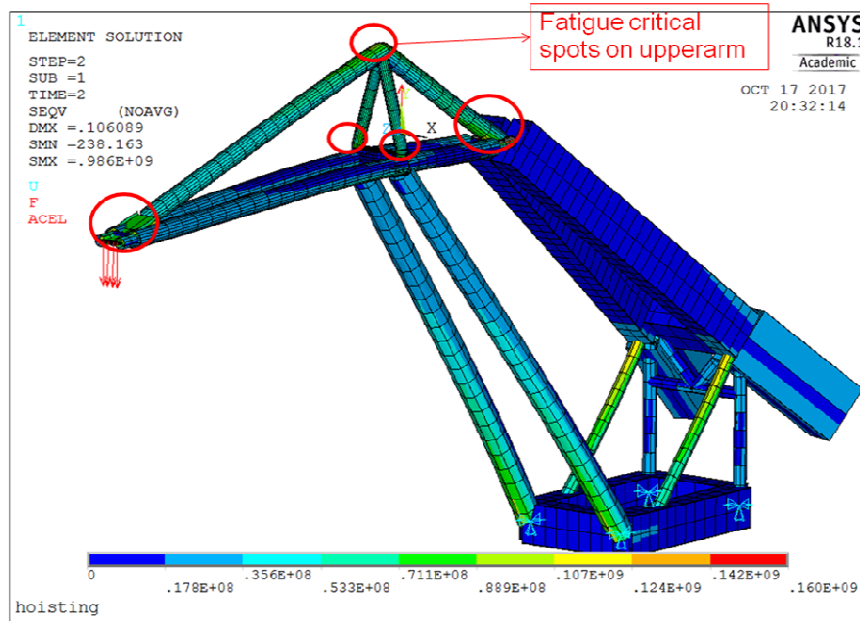 1
ELEMENT SOLUTION
STEP=2
SUB =1
TIME=2
SEQV (NOAVG)
DMX =.106089
SMN -238.163
SMX =.986E+09
U
F
ACEL
Fatigue critical
spots on upperarm
ANSYS
R18.1
Academic
OCT 17 2017
20:32:14
Y
Z X
0 .356E+08 .711E+08 .107E+09 .142E+09
.178E+08 .533E+08 .889E+08 .124E+09 .160E+09
hoisting